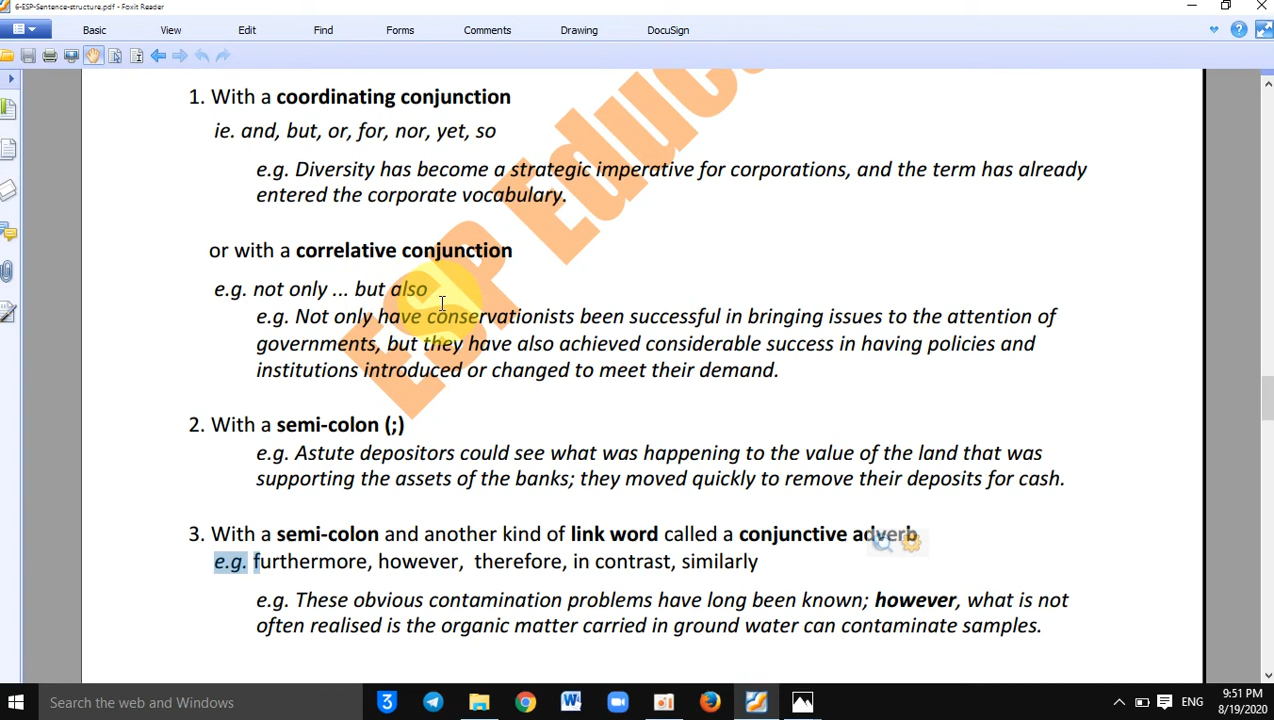 6-ESP-Sentence-structure.pdf - Foxit Reader
Basic View Edit Find Forms Comments Drawing DocuSign
1. With a coordinating conjunction
ie. and, but, or, for, nor, yet, so
e.g. Diversity has become a strategic imperative for corporations, and the term has already
entered the corporate vocabulary.
or with a correlative conjunction
e.g. not only ... but also
e.g. Not only have conservationists been successful in bringing issues to the attention of
governments, but they have also achieved considerable success in having policies and
institutions introduced or changed to meet their demand.
2. With a semi-colon (;)
e.g. Astute depositors could see what was happening to the value of the land that was
supporting the assets of the banks; they moved quickly to remove their deposits for cash.
3. With a semi-colon and another kind of link word called a conjunctive adverb
e.g. furthermore, however, therefore, in contrast, similarly
e.g. These obvious contamination problems have long been known; however, what is not
often realised is the organic matter carried in ground water can contaminate samples.
ESP Educ
Search the web and Windows
ENG
9:51 PM
8/19/2020